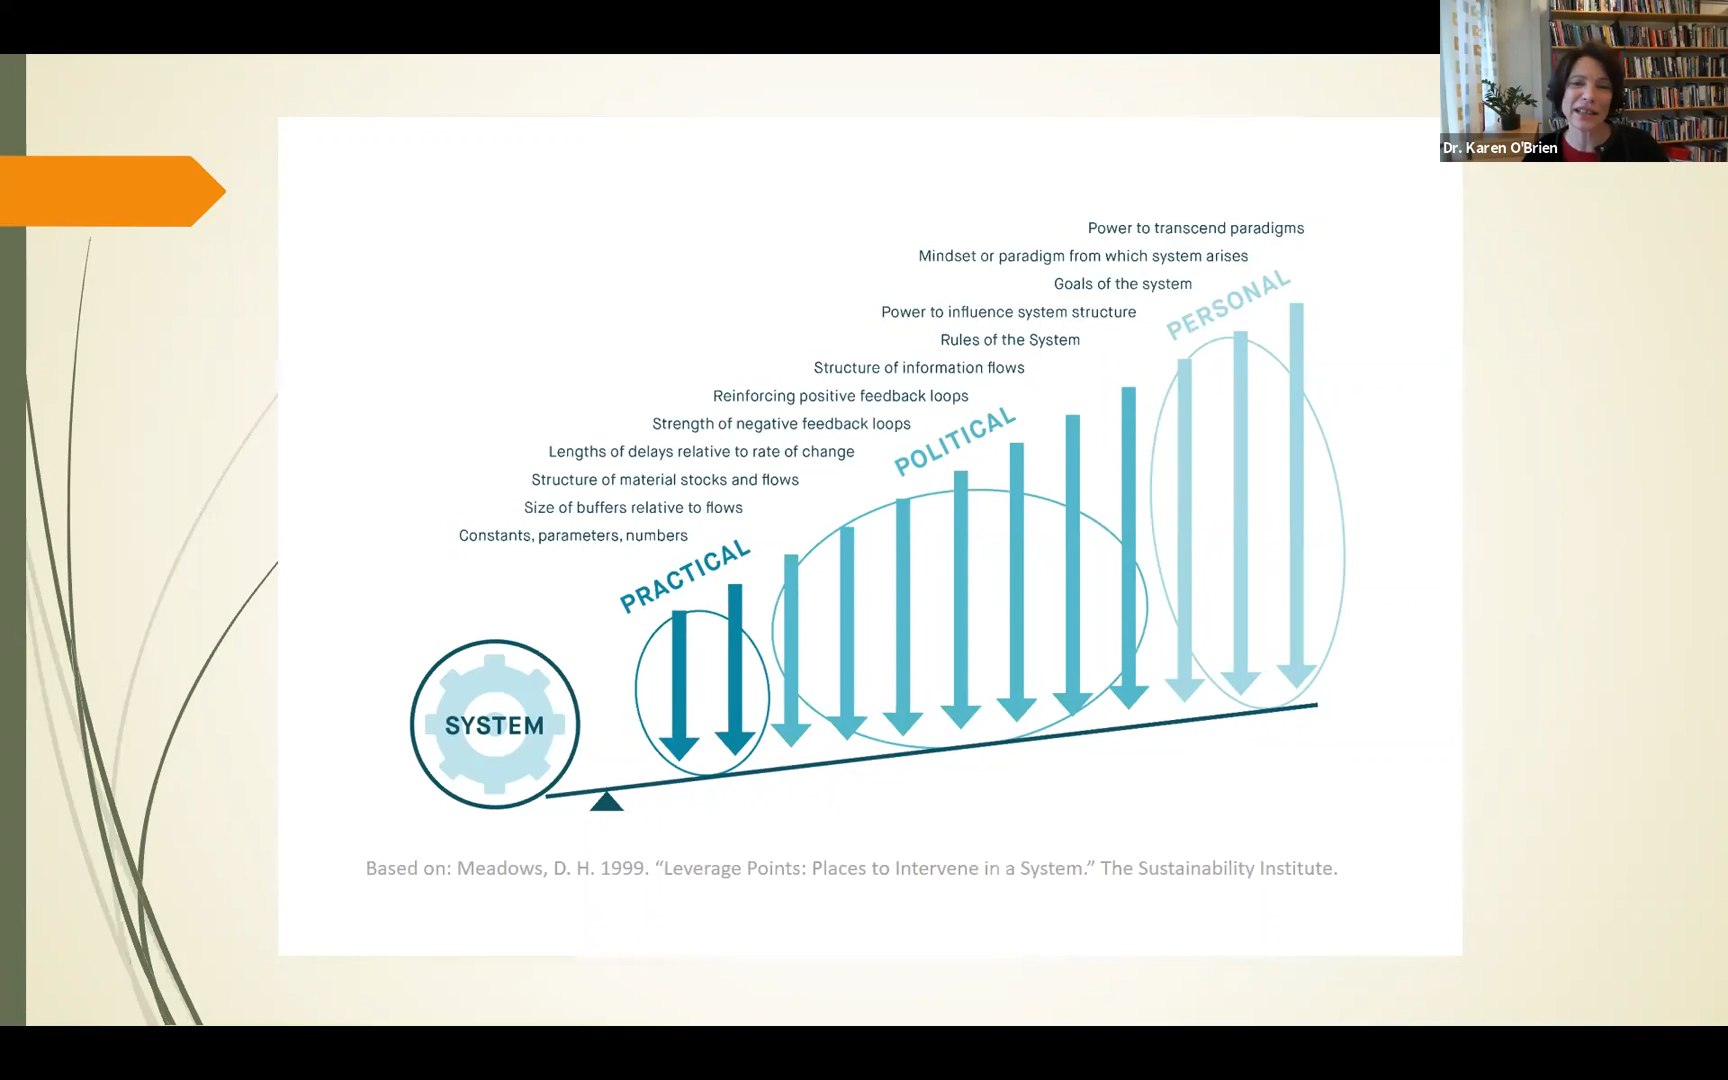 Dr. Karen O'Brien
Power to transcend paradigms
Mindset or paradigm from which system arises
Goals of the system
PERSONAL
Power to influence system structure
Rules of the System
Structure of information flows
Reinforcing positive feedback loops
Strength of negative feedback loops
POLITICAL
Lengths of delays relative to rate of change
Structure of material stocks and flows
Size of buffers relative to flows
Constants, parameters, numbers
PRACTICAL
SYSTEM
Based on: Meadows, D. H. 1999. “Leverage Points: Places to Intervene in a System.” The Sustainability Institute.